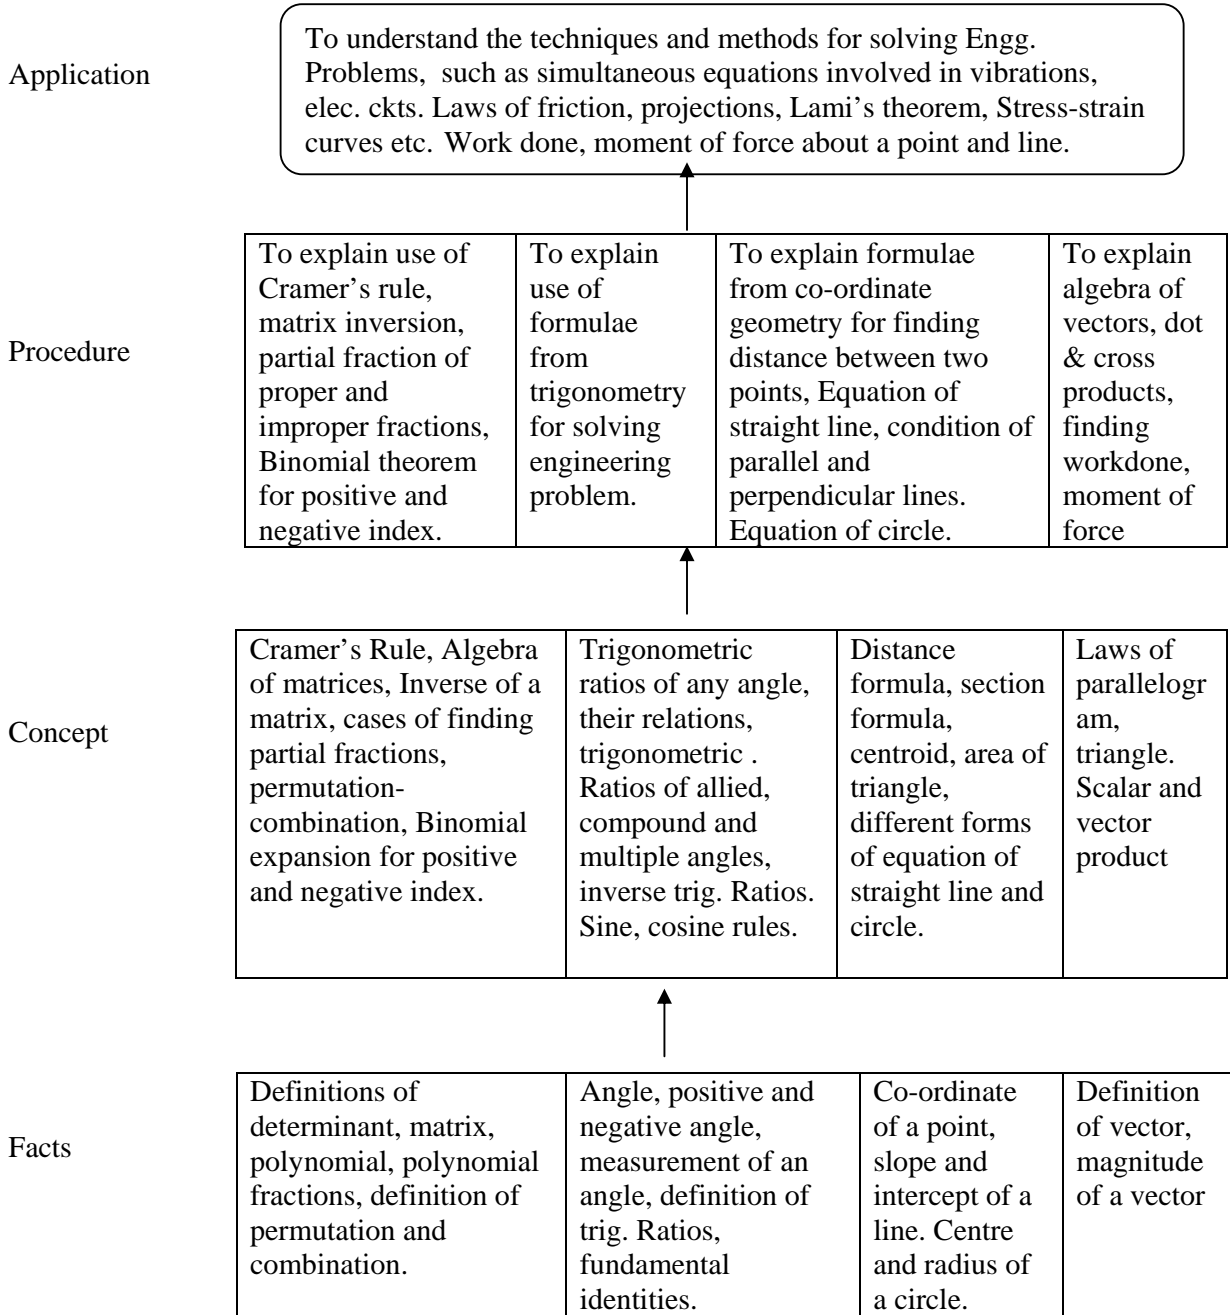 Application
To understand the techniques and methods for solving Engg.
Problems, such as simultaneous equations involved in vibrations,
elec. ckts. Laws of friction, projections, Lami's theorem, Stress-strain
curves etc. Work done, moment of force about a point and line.
Procedure
To explain use of
Cramer's rule,
matrix inversion,
partial fraction of
proper and
improper fractions,
Binomial theorem
for positive and
negative index.
To explain
use of
formulae
from
trigonometry
for solving
engineering
problem.
To explain formulae
from co-ordinate
geometry for finding
distance between two
points, Equation of
straight line, condition of
parallel and
perpendicular lines.
Equation of circle.
To explain
algebra of
vectors, dot
& cross
products,
finding
workdone,
moment of
force
Concept
Cramer's Rule, Algebra
of matrices, Inverse of a
matrix, cases of finding
partial fractions,
permutation-
combination, Binomial
expansion for positive
and negative index.
Trigonometric
ratios of any angle,
their relations,
trigonometric .
Ratios of allied,
compound and
multiple angles,
inverse trig. Ratios.
Sine, cosine rules.
Distance
formula, section
formula,
centroid, area of
triangle,
different forms
of equation of
straight line and
circle.
Laws of
parallelogr
am,
triangle.
Scalar and
vector
product
Facts
Definitions of
determinant, matrix,
polynomial, polynomial
fractions, definition of
permutation and
combination.
Angle, positive and
negative angle,
measurement of an
angle, definition of
trig. Ratios,
fundamental
identities.
Co-ordinate
of a point,
slope and
intercept of a
line. Centre
and radius of
a circle.
Definition
of vector,
magnitude
of a vector